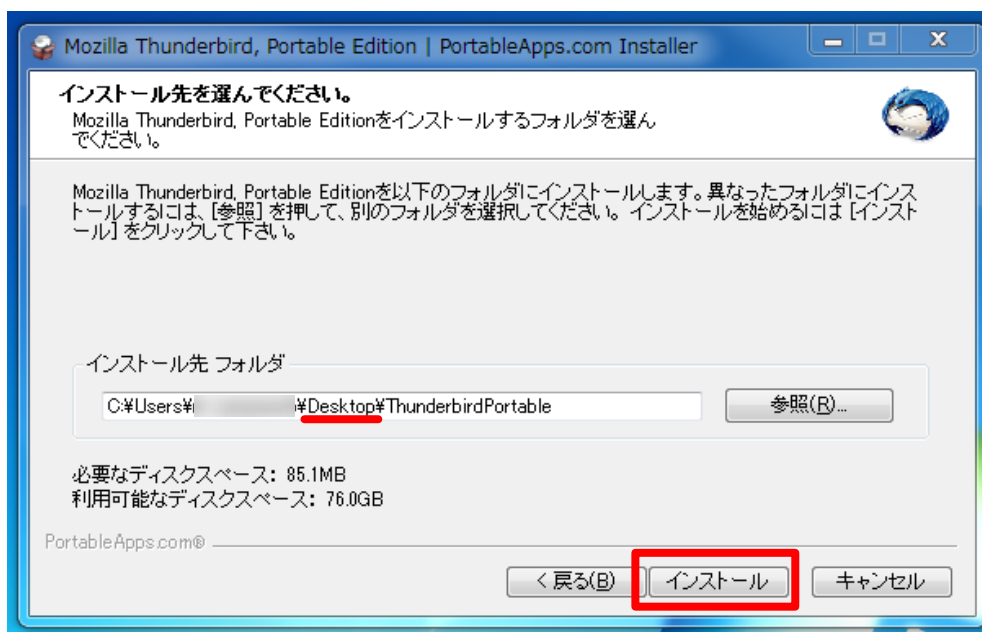 Mozilla Thunderbird, Portable Edition | PortableApps.com Installer
インストール先を選んでください。
Mozilla Thunderbird, Portable Editionをインストールするフォルダを選ん
でください。
Mozilla Thunderbird, Portable Editionを以下のフォルダにインストールします。異なったフォルダにインス
トールするには、[参照] を押して、別のフォルダを選択してください。 インストールを始めるには [インスト
ール] をクリックして下さい。
インストール先 フォルダ
C:¥Users¥ ¥Desktop¥ThunderbirdPortable
参照(R)...
必要なディスクスペース: 85.1MB
利用可能なディスクスペース: 76.0GB
PortableApps.com®
< 戻る(B)
インストール
キャンセル